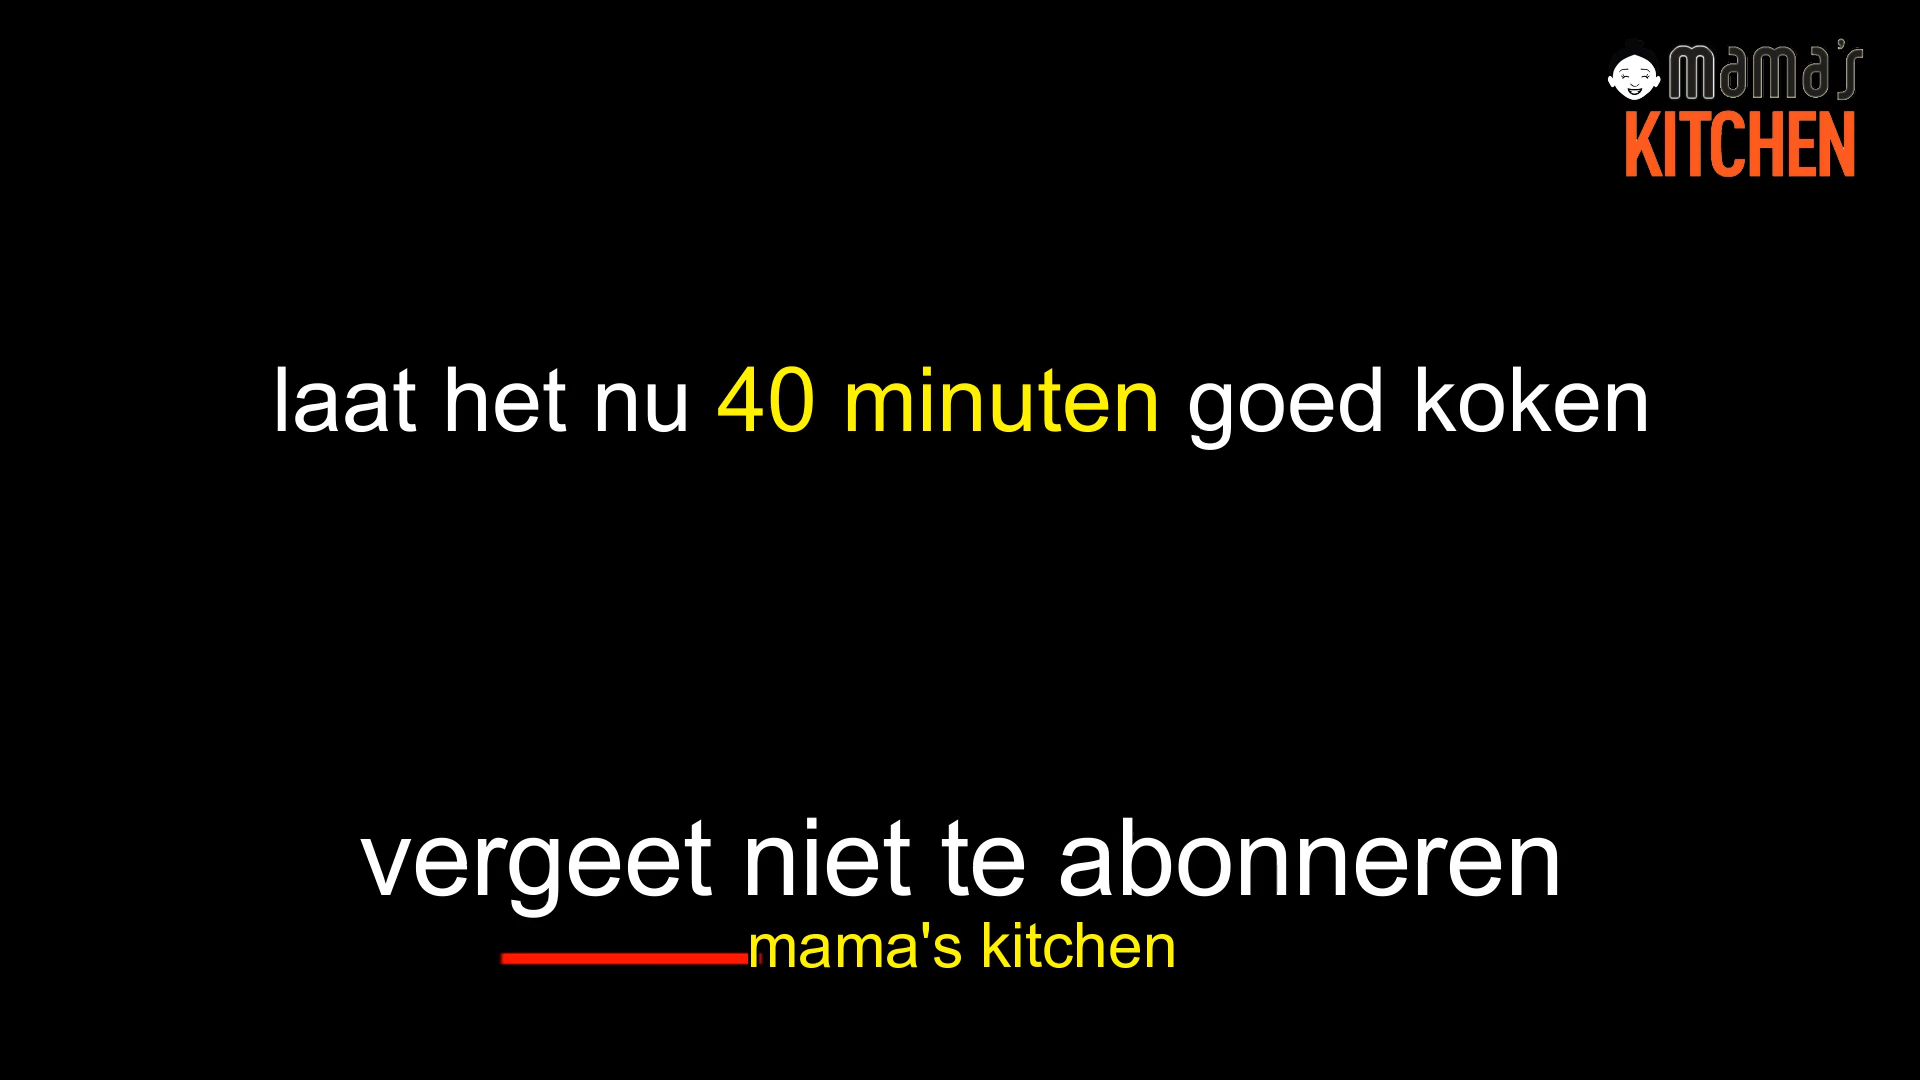 mama's
KITCHEN
laat het nu 40 minuten goed koken
vergeet niet te abonneren
mama's kitchen